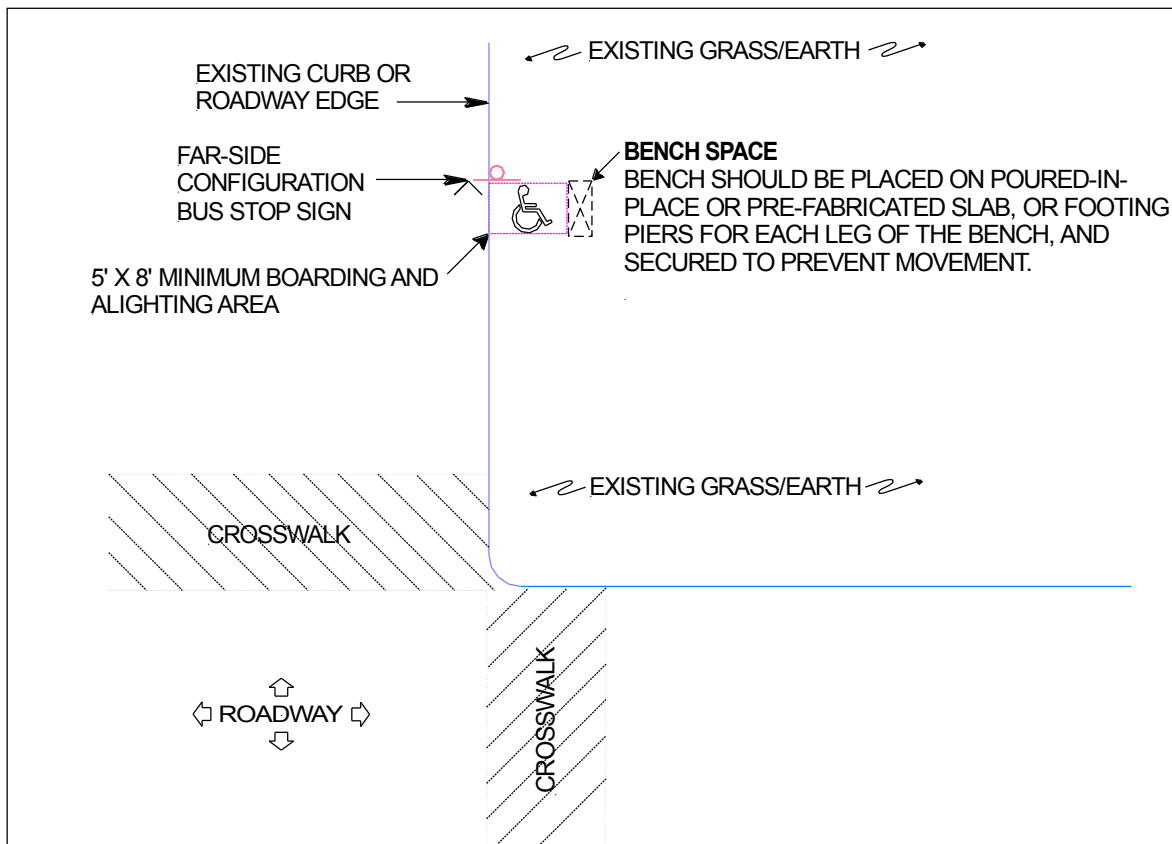 EXISTING GRASS/EARTH
EXISTING CURB OR
ROADWAY EDGE
FAR-SIDE
CONFIGURATION
BUS STOP SIGN
BENCH SPACE
BENCH SHOULD BE PLACED ON POURED-IN-
PLACE OR PRE-FABRICATED SLAB, OR FOOTING
PIERS FOR EACH LEG OF THE BENCH, AND
SECURED TO PREVENT MOVEMENT.
5' X 8' MINIMUM BOARDING AND
ALIGHTING AREA
EXISTING GRASS/EARTH
CROSSWALK
ROADWAY
CROSSWALK